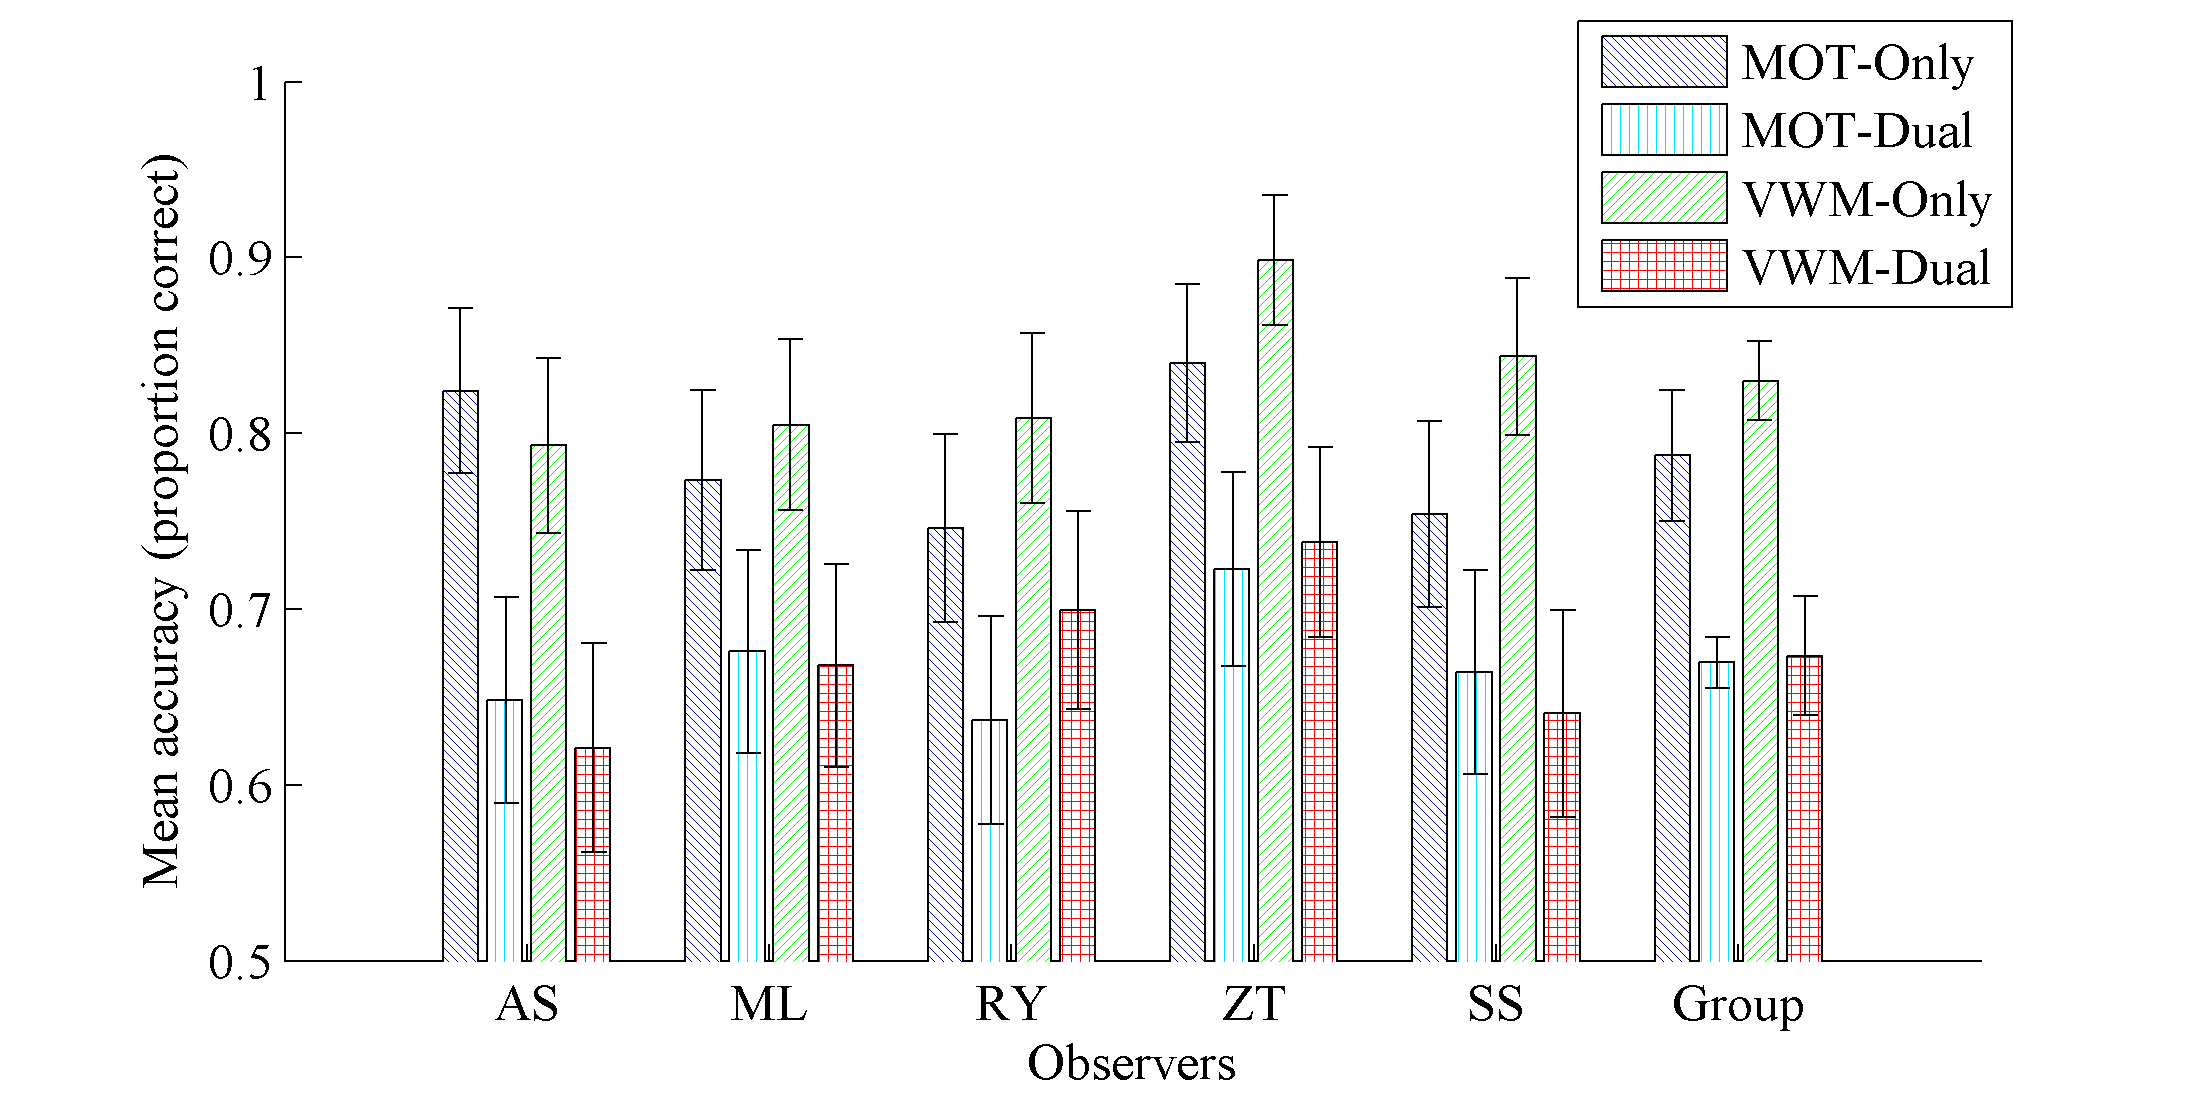 MOT-Only
MOT-Dual
VWM-Only
VWM-Dual
Mean accuracy (proportion correct)
1
0.9
0.8
0.7
0.6
0.5
AS ML RY ZT SS Group
Observers